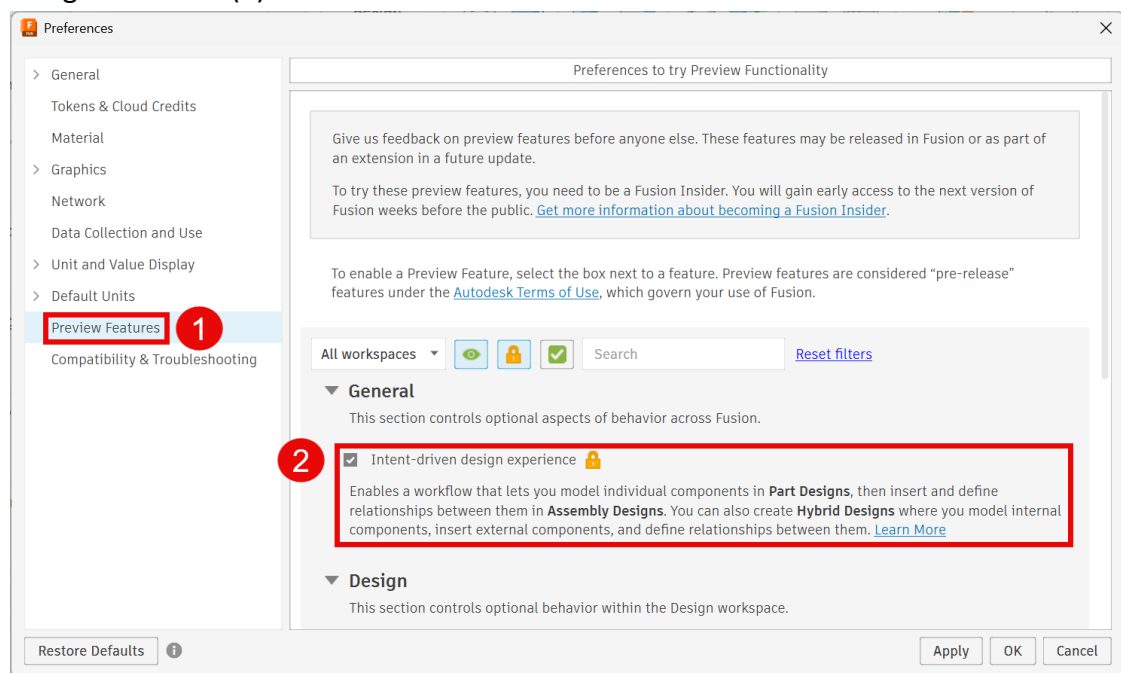 Preferences
General
Tokens & Cloud Credits
Material
Graphics
Network
Data Collection and Use
Unit and Value Display
Default Units
Preview Features
1
Compatibility & Troubleshooting
Preferences to try Preview Functionality
Give us feedback on preview features before anyone else. These features may be released in Fusion or as part of
an extension in a future update.
To try these preview features, you need to be a Fusion Insider. You will gain early access to the next version of
Fusion weeks before the public. Get more information about becoming a Fusion Insider.
To enable a Preview Feature, select the box next to a feature. Preview features are considered “pre-release”
features under the Autodesk Terms of Use, which govern your use of Fusion.
All workspaces
Search
Reset filters
General
This section controls optional aspects of behavior across Fusion.
2
Intent-driven design experience
Enables a workflow that lets you model individual components in Part Designs, then insert and define
relationships between them in Assembly Designs. You can also create Hybrid Designs where you model internal
components, insert external components, and define relationships between them. Learn More
Design
This section controls optional behavior within the Design workspace.
Restore Defaults
Apply
OK
Cancel